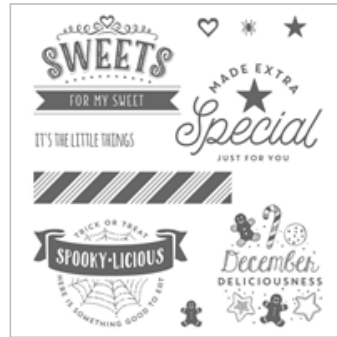 SWEETS
FOR MY SWEET
IT'S THE LITTLE THINGS
MADE EXTRA
Special
JUST FOR YOU
TRICK OR TREAT
SPOOKY•LICIOUS
HERE IS SOMETHING GOOD TO EAT
December
DELICIOUSNESS